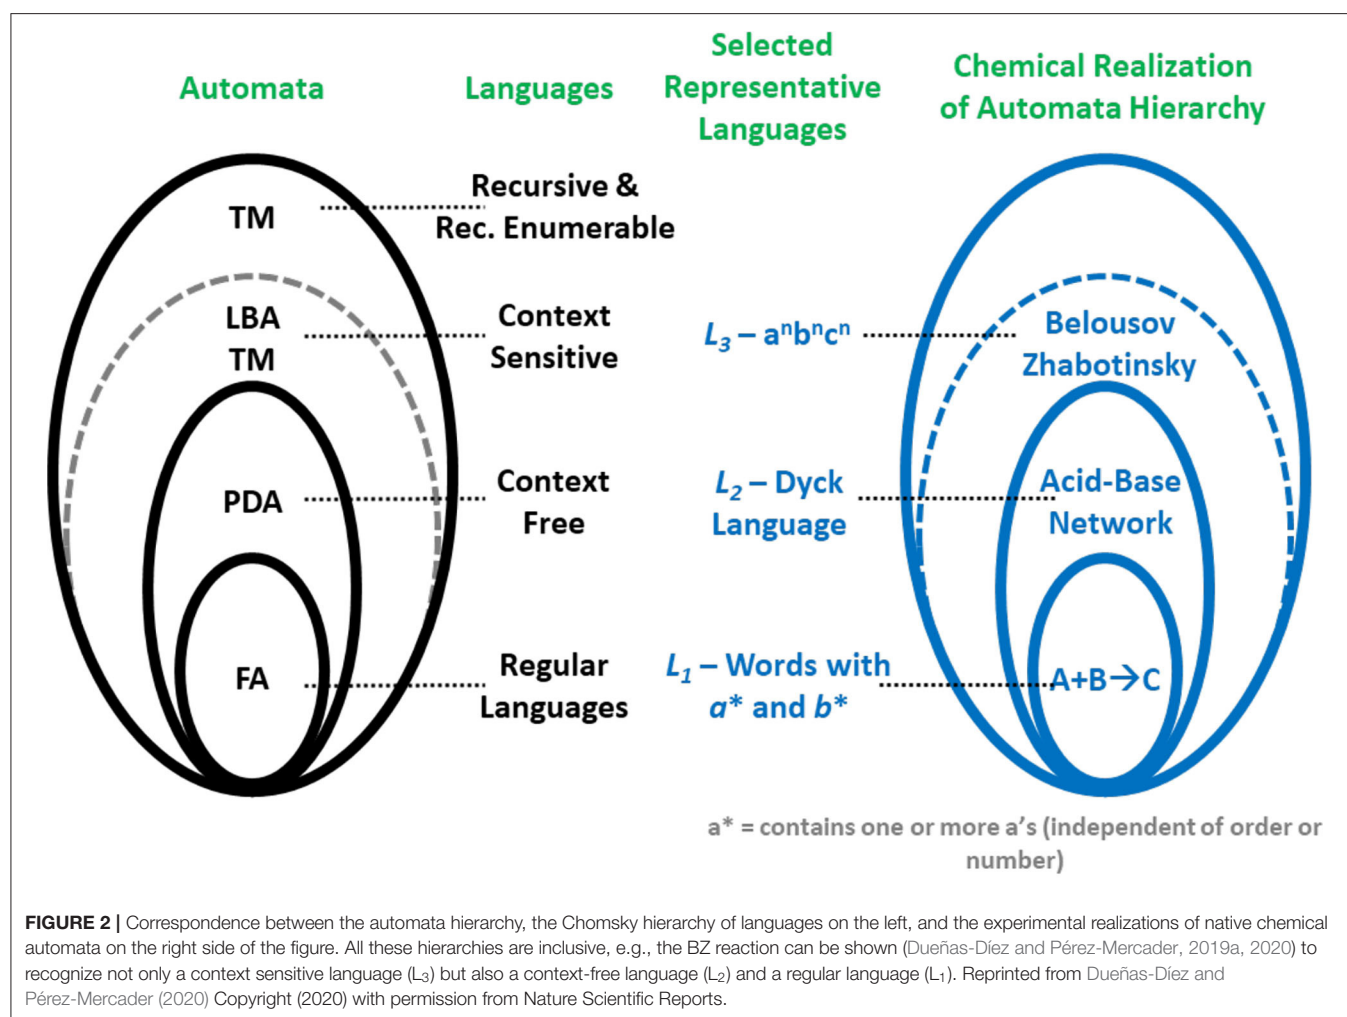 Automata
Languages
Selected
Representative
Languages
Chemical Realization
of Automata Hierarchy
TM
Recursive &
Rec. Enumerable
LBA
TM
Context
Sensitive
L₃ – aⁿbⁿcⁿ
Belousov
Zhabotinsky
PDA
Context
Free
L₂ – Dyck
Language
Acid-Base
Network
FA
Regular
Languages
L₁ – Words with
a* and b*
A+B→C
a* = contains one or more a's (independent of order or
number)
FIGURE 2 | Correspondence between the automata hierarchy, the Chomsky hierarchy of languages on the left, and the experimental realizations of native chemical
automata on the right side of the figure. All these hierarchies are inclusive, e.g., the BZ reaction can be shown (Dueñas-Díez and Pérez-Mercader, 2019a, 2020) to
recognize not only a context sensitive language (L₃) but also a context-free language (L₂) and a regular language (L₁). Reprinted from Dueñas-Díez and
Pérez-Mercader (2020) Copyright (2020) with permission from Nature Scientific Reports.